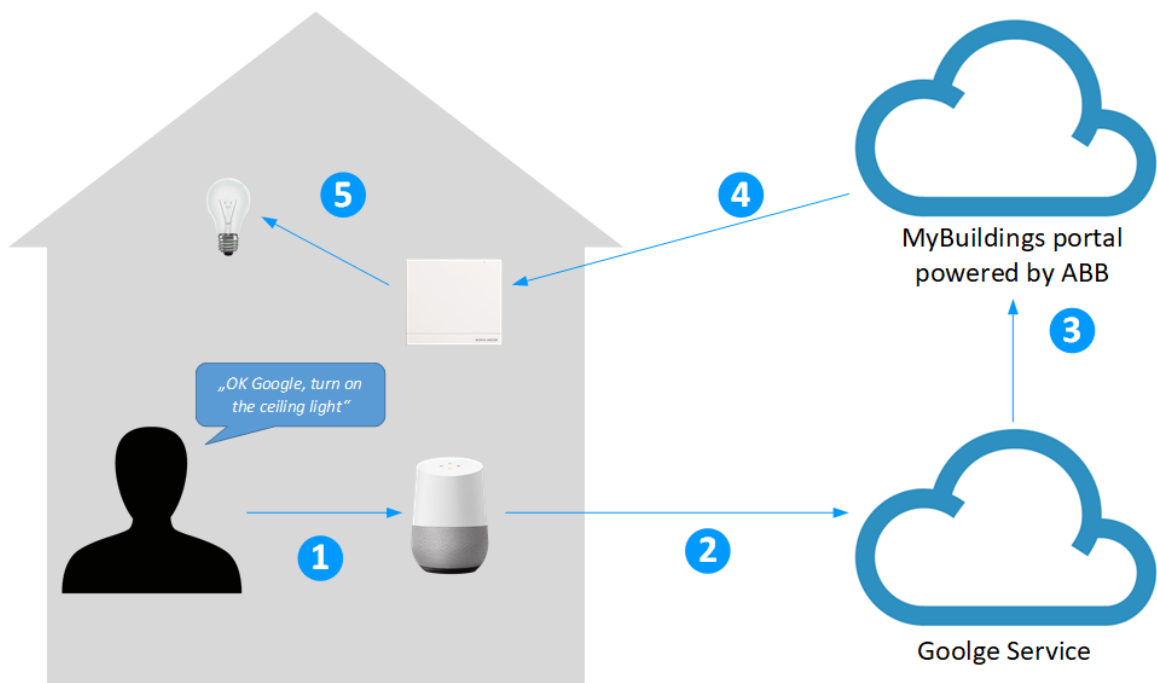 5
4
MyBuildings portal
powered by ABB
3
„OK Google, turn on
the ceiling light“
1
2
Goolge Service